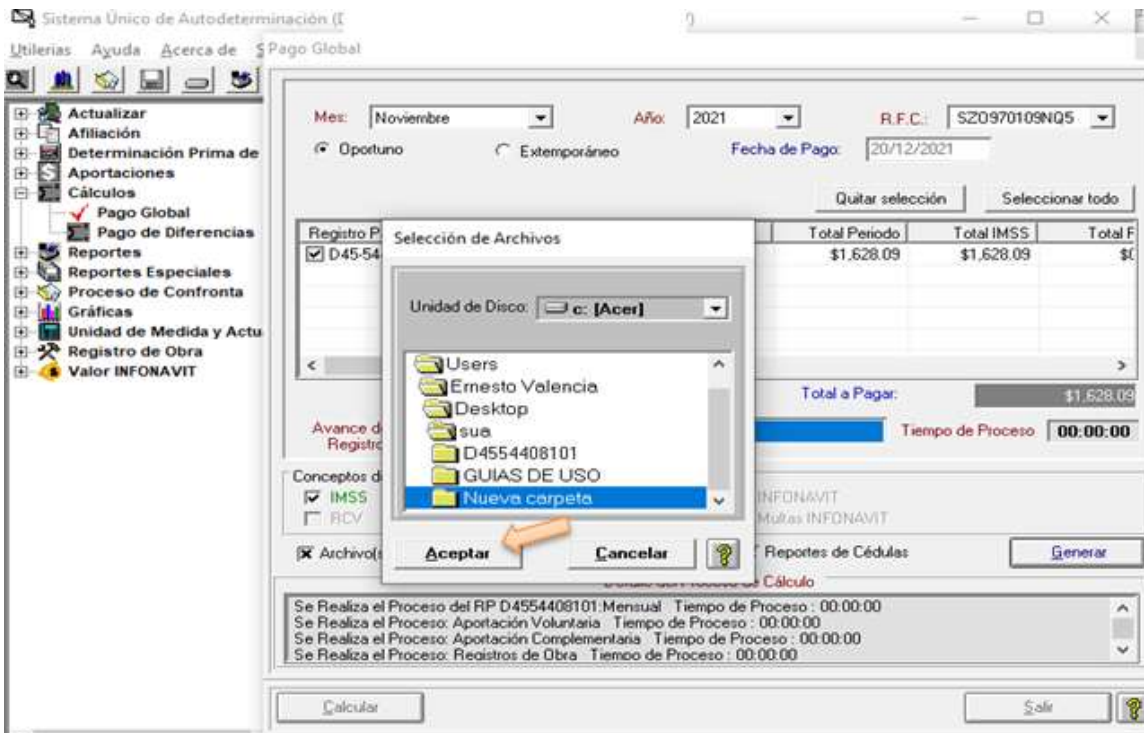 Sistema Único de Autodeterminación (
Utilerias Ayuda Acerca de S
Pago Global
Actualizar
Afiliación
Determinación Prima de
Aportaciones
Cálculos
Pago Global
Pago de Diferencias
Reportes
Reportes Especiales
Proceso de Confronta
Gráficas
Unidad de Medida y Actu
Registro de Obra
Valor INFONAVIT
Mes: Noviembre Año: 2021 R.F.C.: SZO970109NQ5
Oportuno Extemporáneo Fecha de Pago: 20/12/2021
Quitar selección Seleccionar todo
Registro P Total Periodo Total IMSS Total F
D45-54 $1,628.09 $1,628.09 $0
Selección de Archivos
Unidad de Disco: c: [Acer]
Users
Ernesto Valencia
Desktop
sua
D4554408101
GUIAS DE USO
Nueva carpeta
Aceptar Cancelar
Total a Pagar: $1,628.09
Avance d
Registro
Tiempo de Proceso 00:00:00
Conceptos d
IMSS INFONAVIT
RCV Multas INFONAVIT
Archivo(s Reportes de Cédulas Generar
Detalle del Proceso de Cálculo
Se Realiza el Proceso del RP D4554408101:Mensual Tiempo de Proceso : 00:00:00
Se Realiza el Proceso: Aportación Voluntaria Tiempo de Proceso : 00:00:00
Se Realiza el Proceso: Aportación Complementaria Tiempo de Proceso : 00:00:00
Se Realiza el Proceso: Registros de Obra Tiempo de Proceso : 00:00:00
Calcular Salir